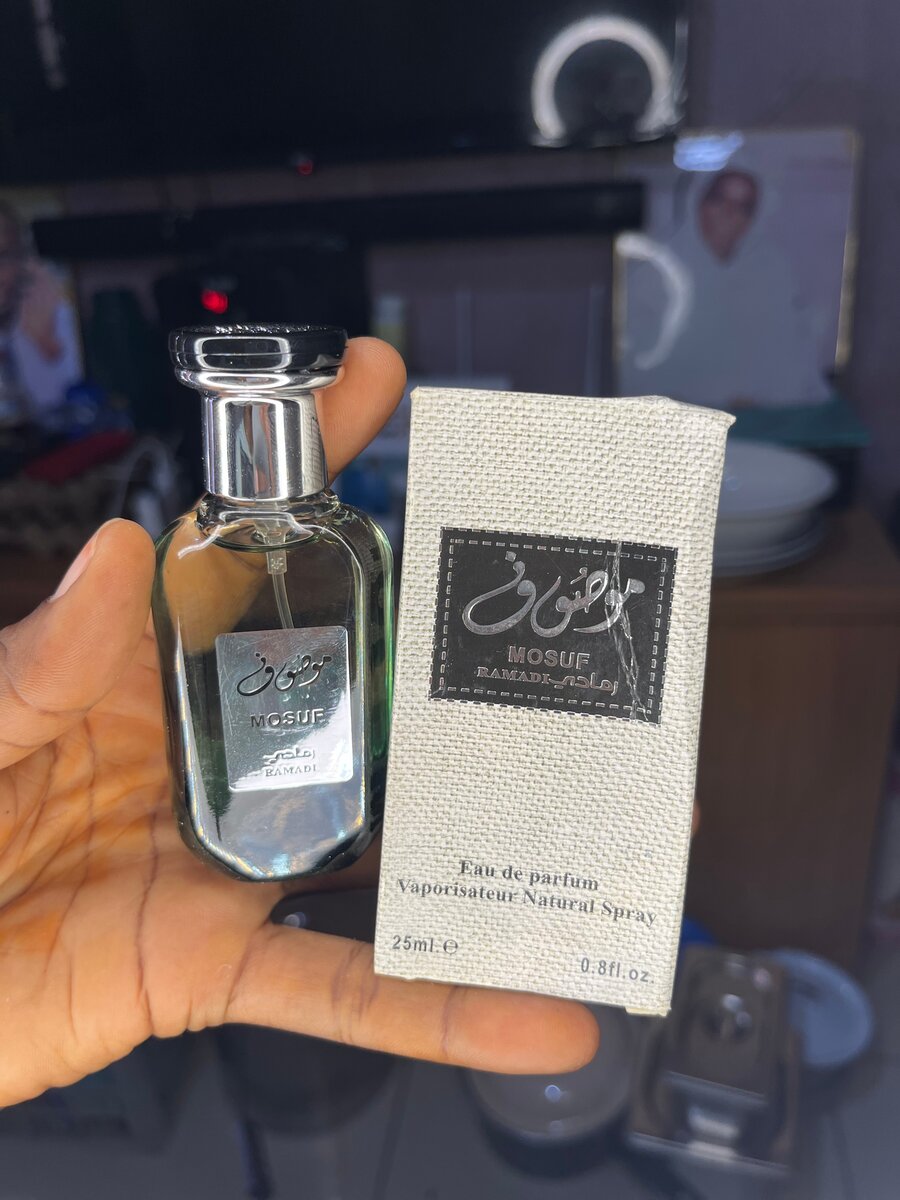 موصوف
MOSUF
رمادي
RAMADI
موصوف
MOSUF
RAMADI رمادي
Eau de parfum
Vaporisateur Natural Spray
25ml ℮
0.8fl.oz.